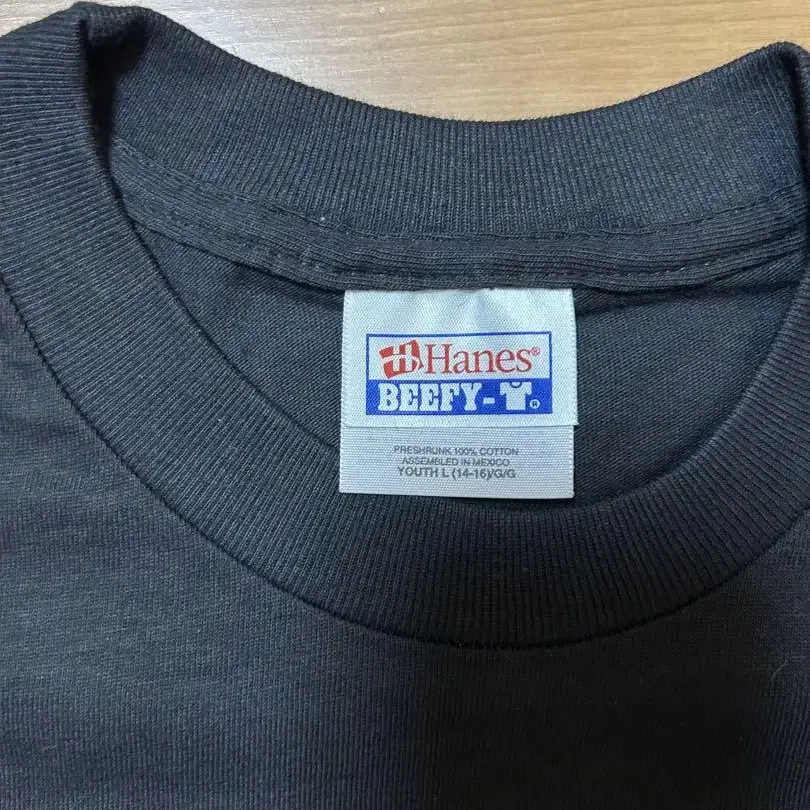 Hanes®
BEEFY-T®
PRESHRUNK 100% COTTON
ASSEMBLED IN MEXICO
YOUTH L (14-16)/G/G